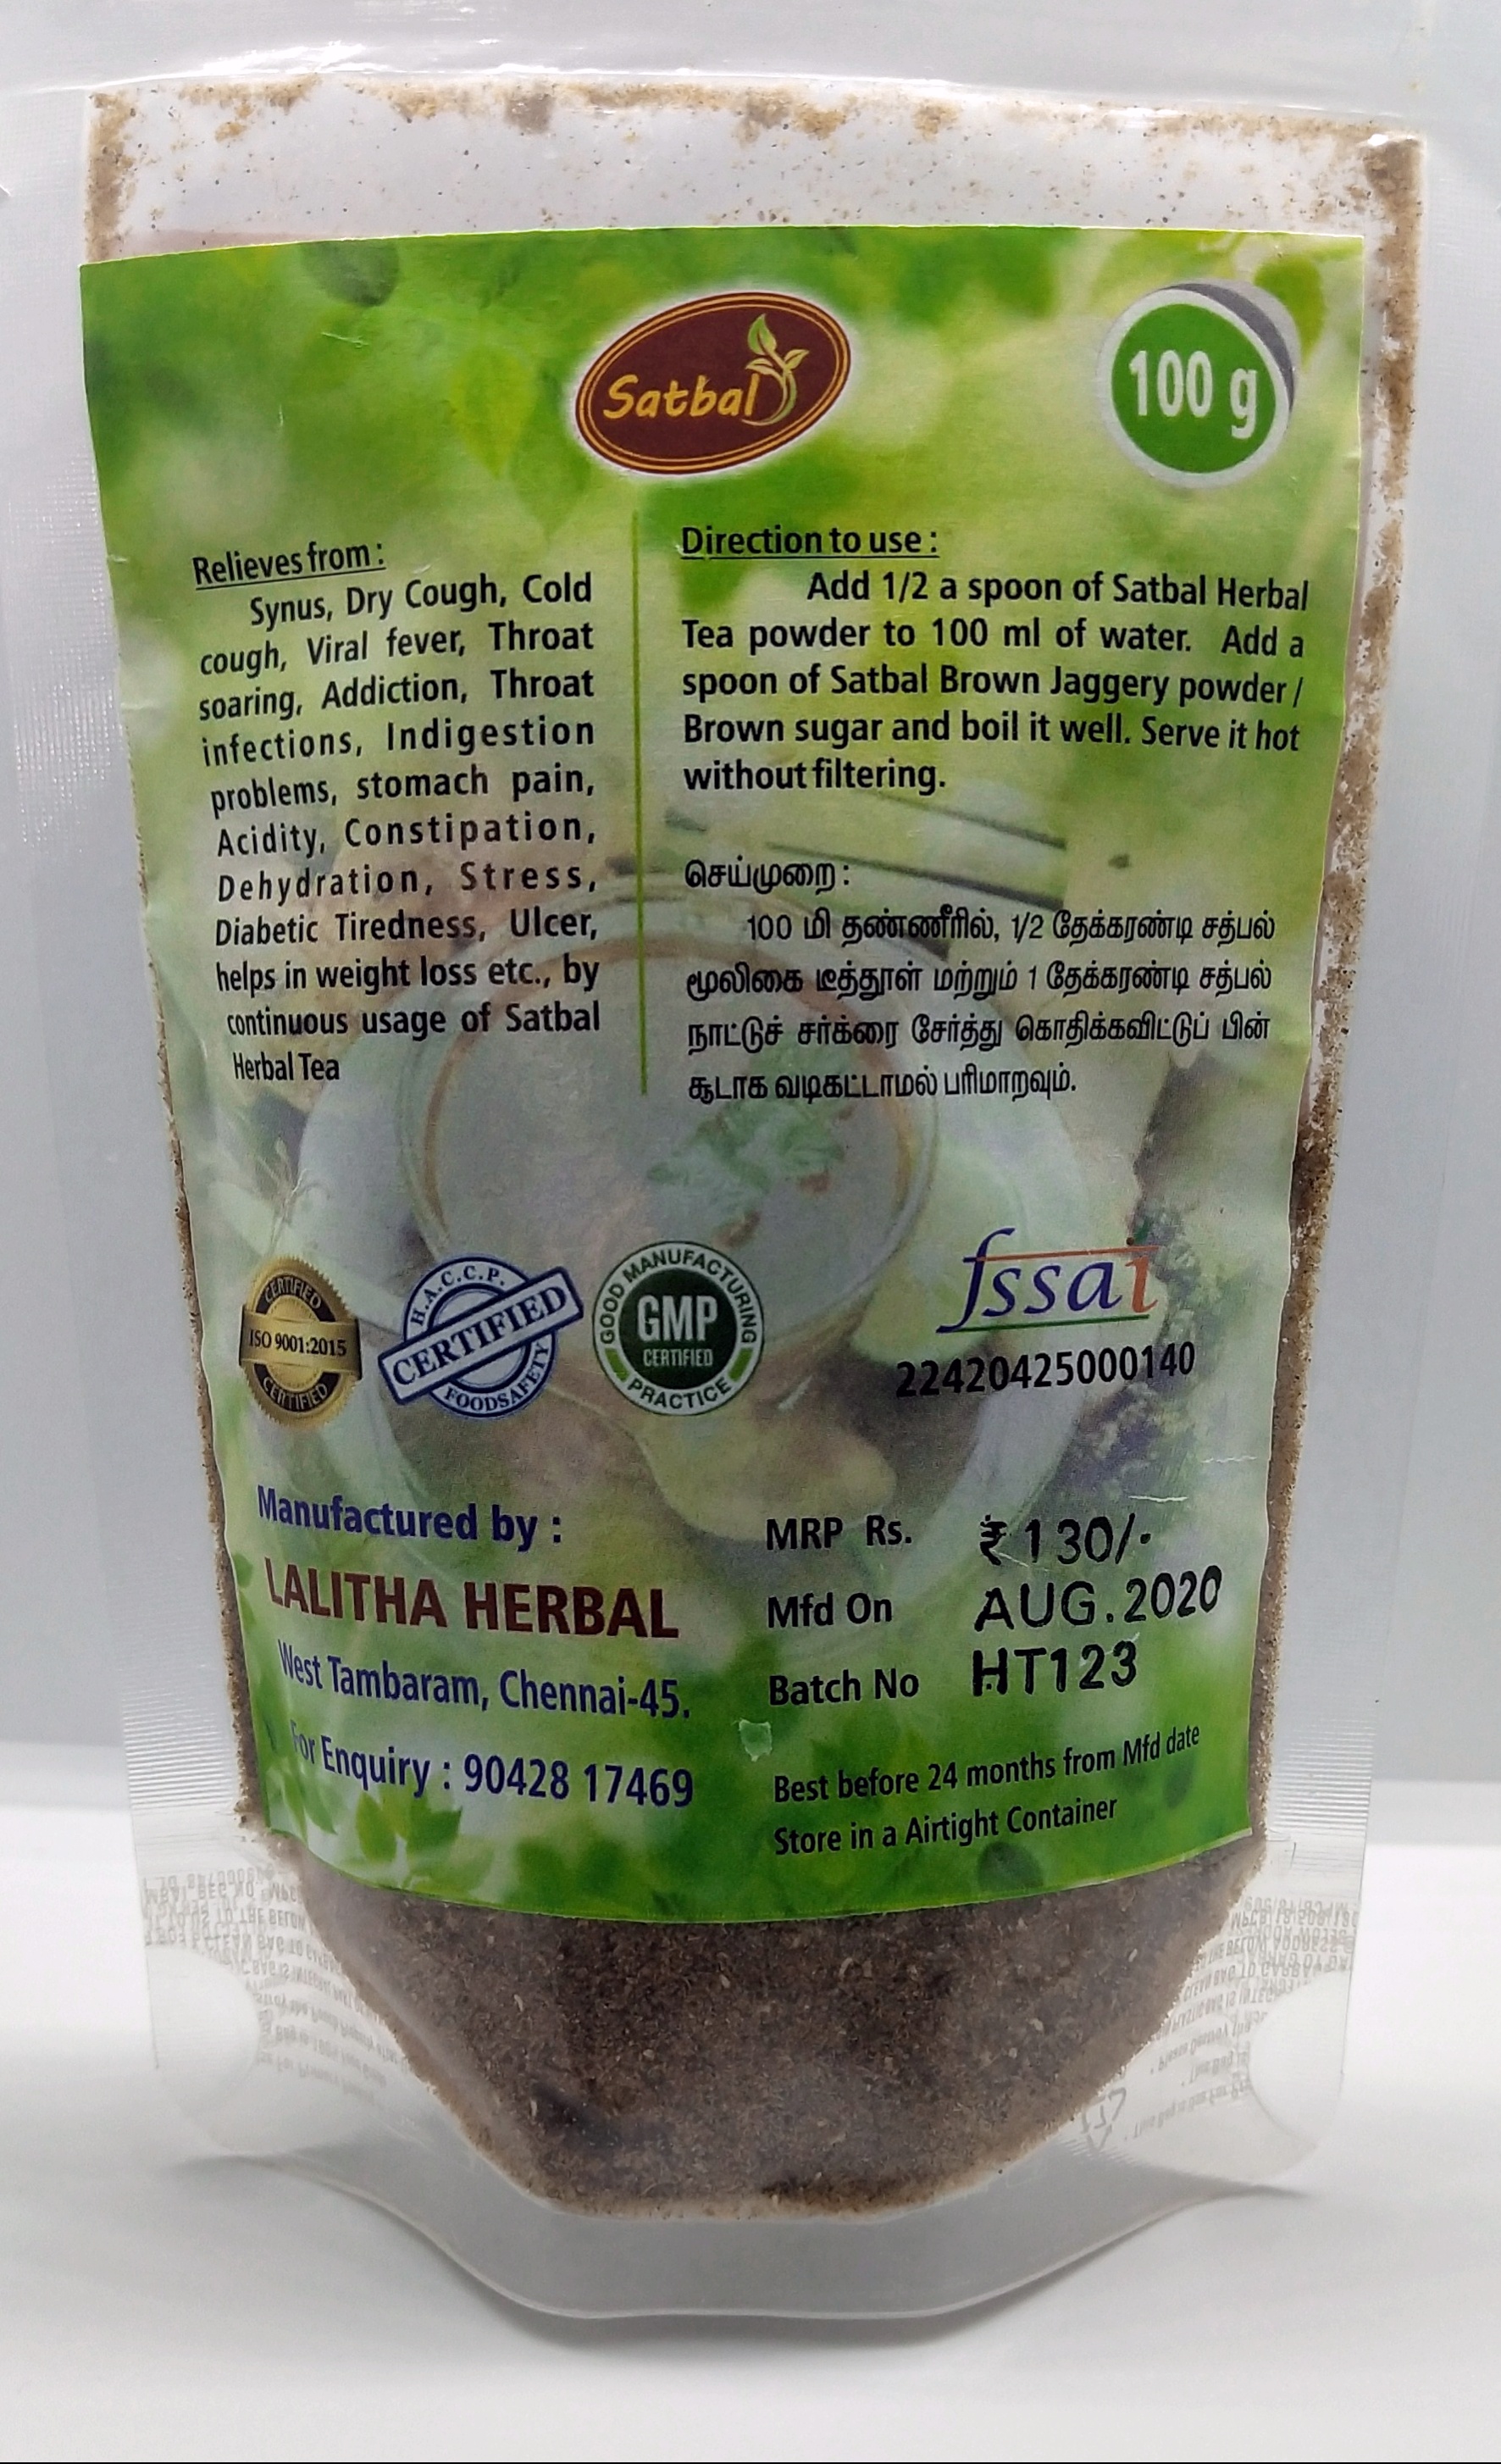 Satbal
100 g
Relieves from :
Synus, Dry Cough, Cold
cough, Viral fever, Throat
soaring, Addiction, Throat
infections, Indigestion
problems, stomach pain,
Acidity, Constipation,
Dehydration, Stress,
Diabetic Tiredness, Ulcer,
helps in weight loss etc., by
continuous usage of Satbal
Herbal Tea
Direction to use :
Add 1/2 a spoon of Satbal Herbal
Tea powder to 100 ml of water. Add a
spoon of Satbal Brown Jaggery powder /
Brown sugar and boil it well. Serve it hot
without filtering.
செய்முறை :
100 மி தண்ணீரில், 1/2 தேக்கரண்டி சத்பல்
மூலிகை டீத்தூள் மற்றும் 1 தேக்கரண்டி சத்பல்
நாட்டுச் சர்க்ரை சேர்த்து கொதிக்கவிட்டுப் பின்
சூடாக வடிகட்டாமல் பரிமாறவும்.
CERTIFIED
ISO 9001:2015
CERTIFIED
H.A.C.C.P.
CERTIFIED
FOODSAFETY
GOOD MANUFACTURING
GMP
CERTIFIED
PRACTICE
fssai
22420425000140
Manufactured by :
LALITHA HERBAL
West Tambaram, Chennai-45.
For Enquiry : 90428 17469
MRP Rs. ₹ 130/-
Mfd On AUG.2020
Batch No HT123
Best before 24 months from Mfd date
Store in a Airtight Container